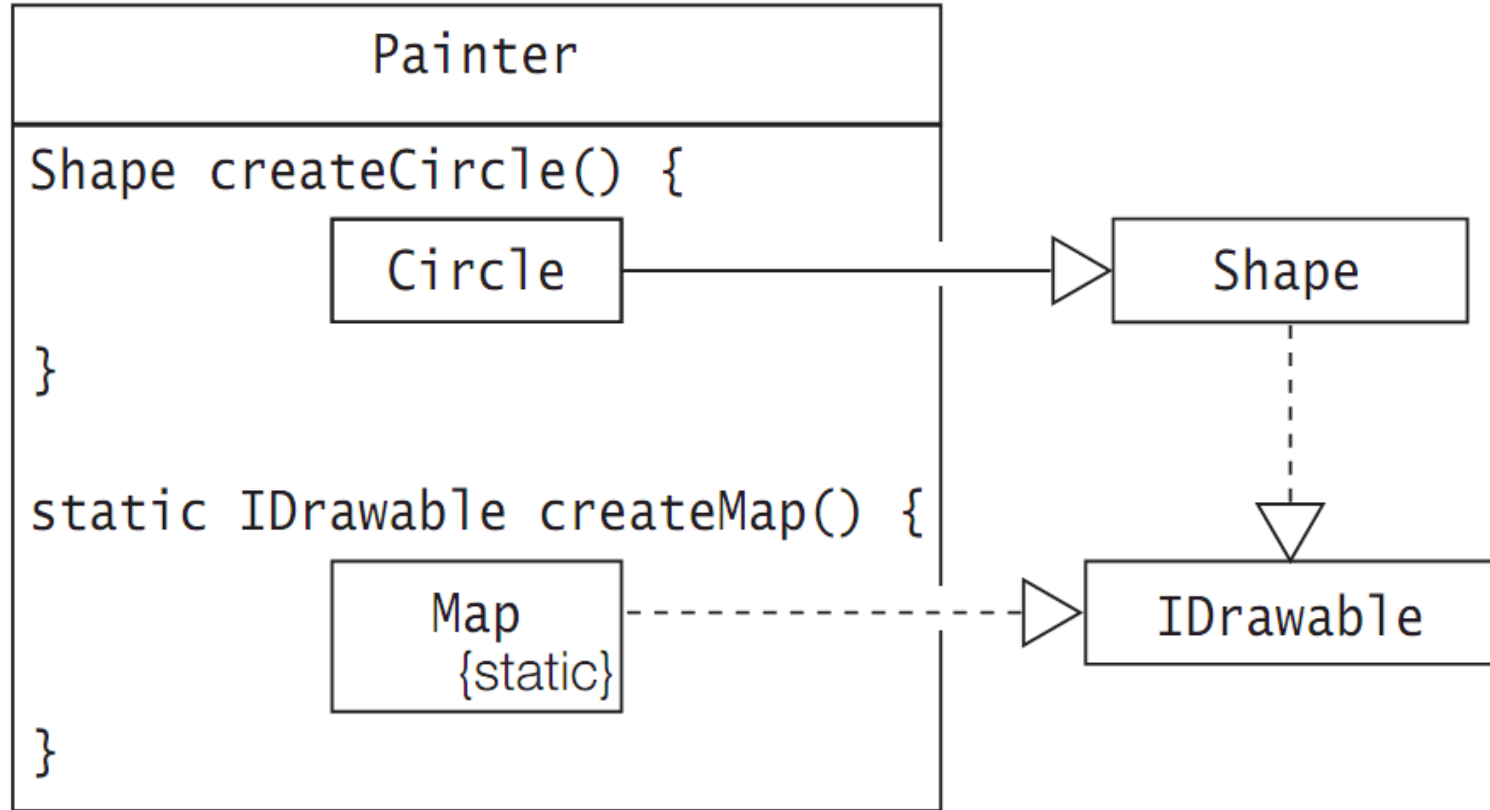 Painter
Shape createCircle() {
Circle
Shape
}
static IDrawable createMap() {
Map
{static}
IDrawable
}